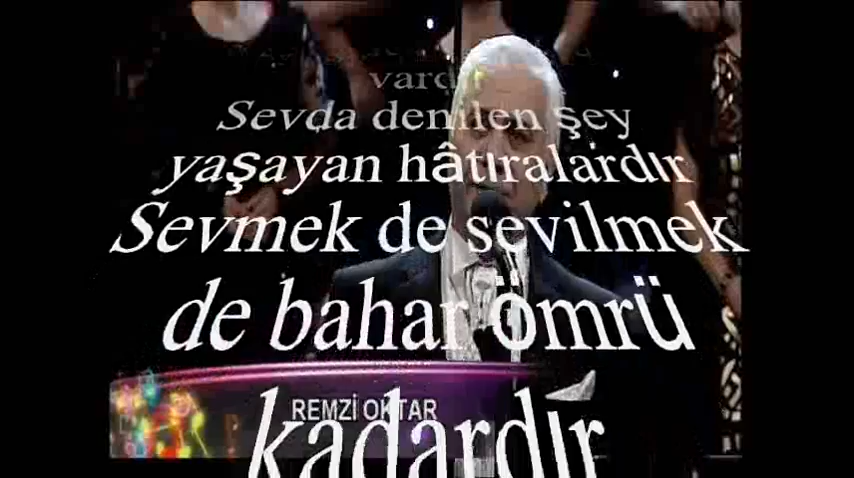 vardır
Sevda denilen şey
yaşayan hâtıralardır
Sevmek de sevilmek
de bahar ömrü
kadardır
REMZİ OKTAR